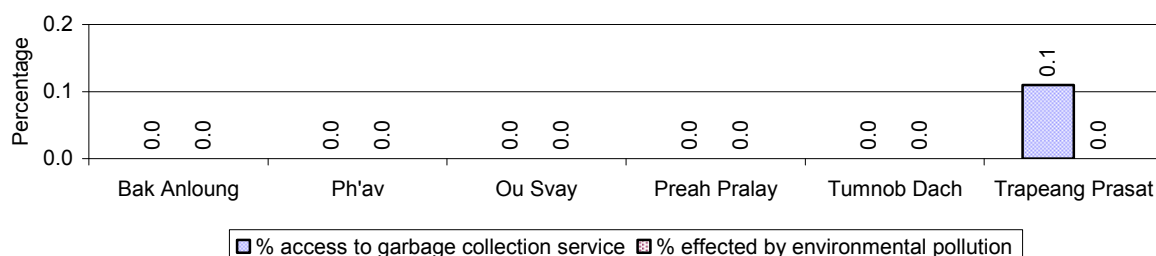 0.2
0.1
0.0
Percentage
0.0 0.0 0.0 0.0 0.0 0.0 0.0 0.0 0.0 0.0 0.1 0.0
Bak Anloung Ph'av Ou Svay Preah Pralay Tumnob Dach Trapeang Prasat
% access to garbage collection service % effected by environmental pollution